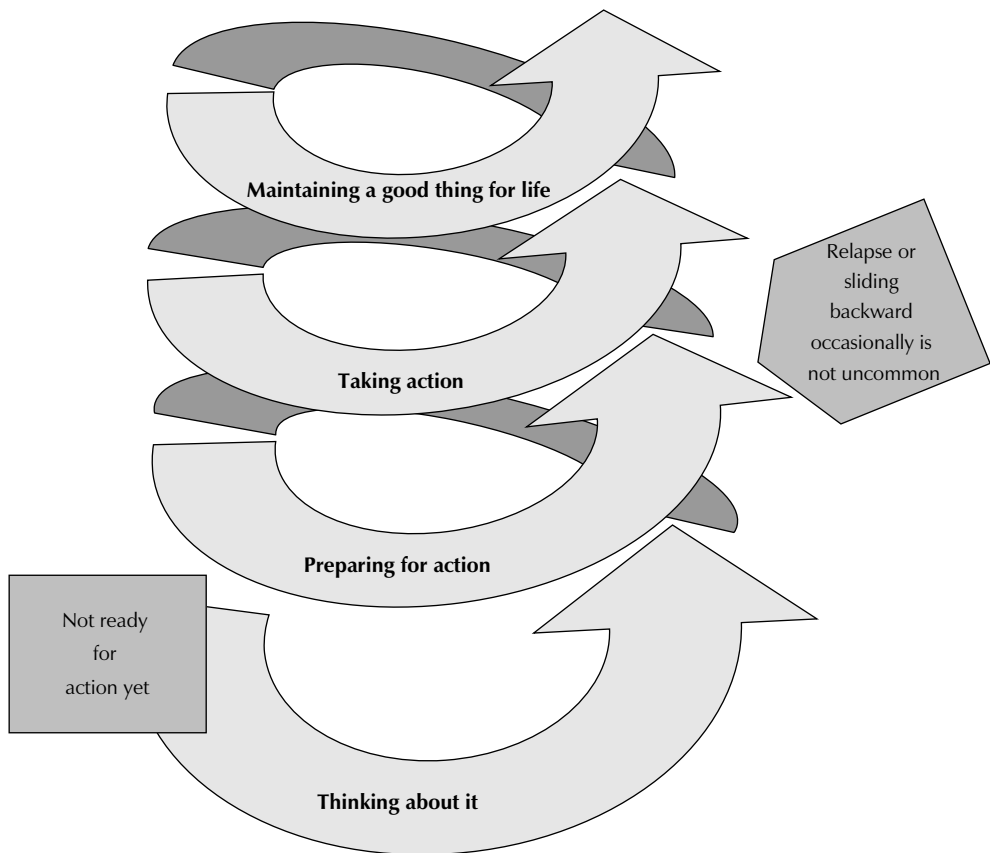 Maintaining a good thing for life
Relapse or
sliding
backward
occasionally is
not uncommon
Taking action
Preparing for action
Not ready
for
action yet
Thinking about it